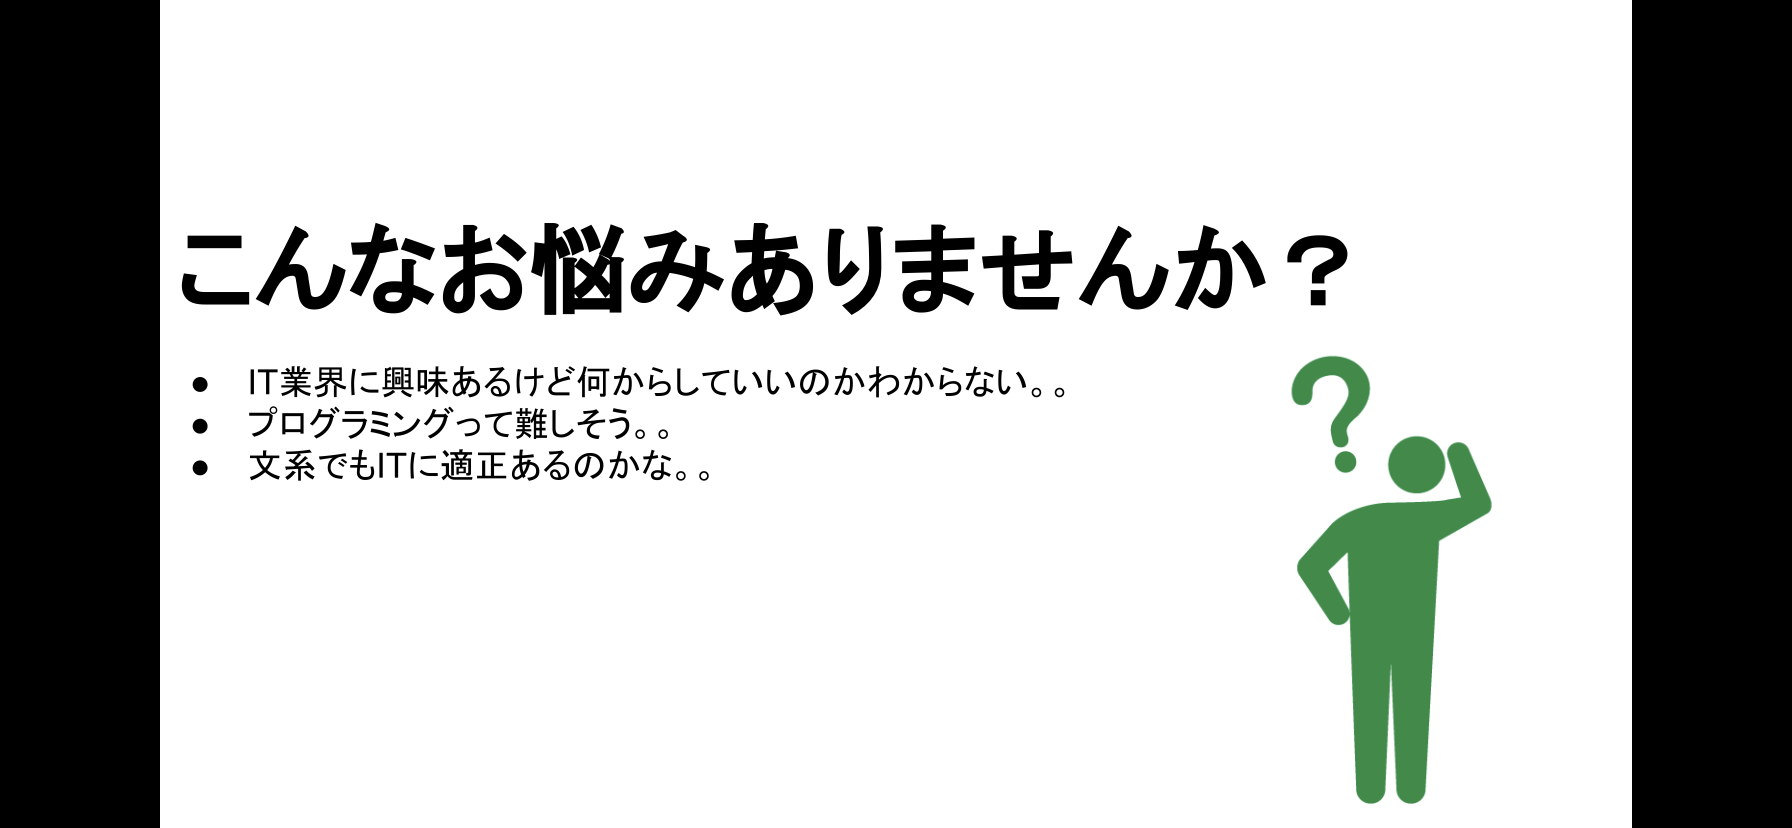 こんなお悩みありませんか？
● IT業界に興味あるけど何からしていいのかわからない。。
● プログラミングって難しそう。。
● 文系でもITに適正あるのかな。。
?